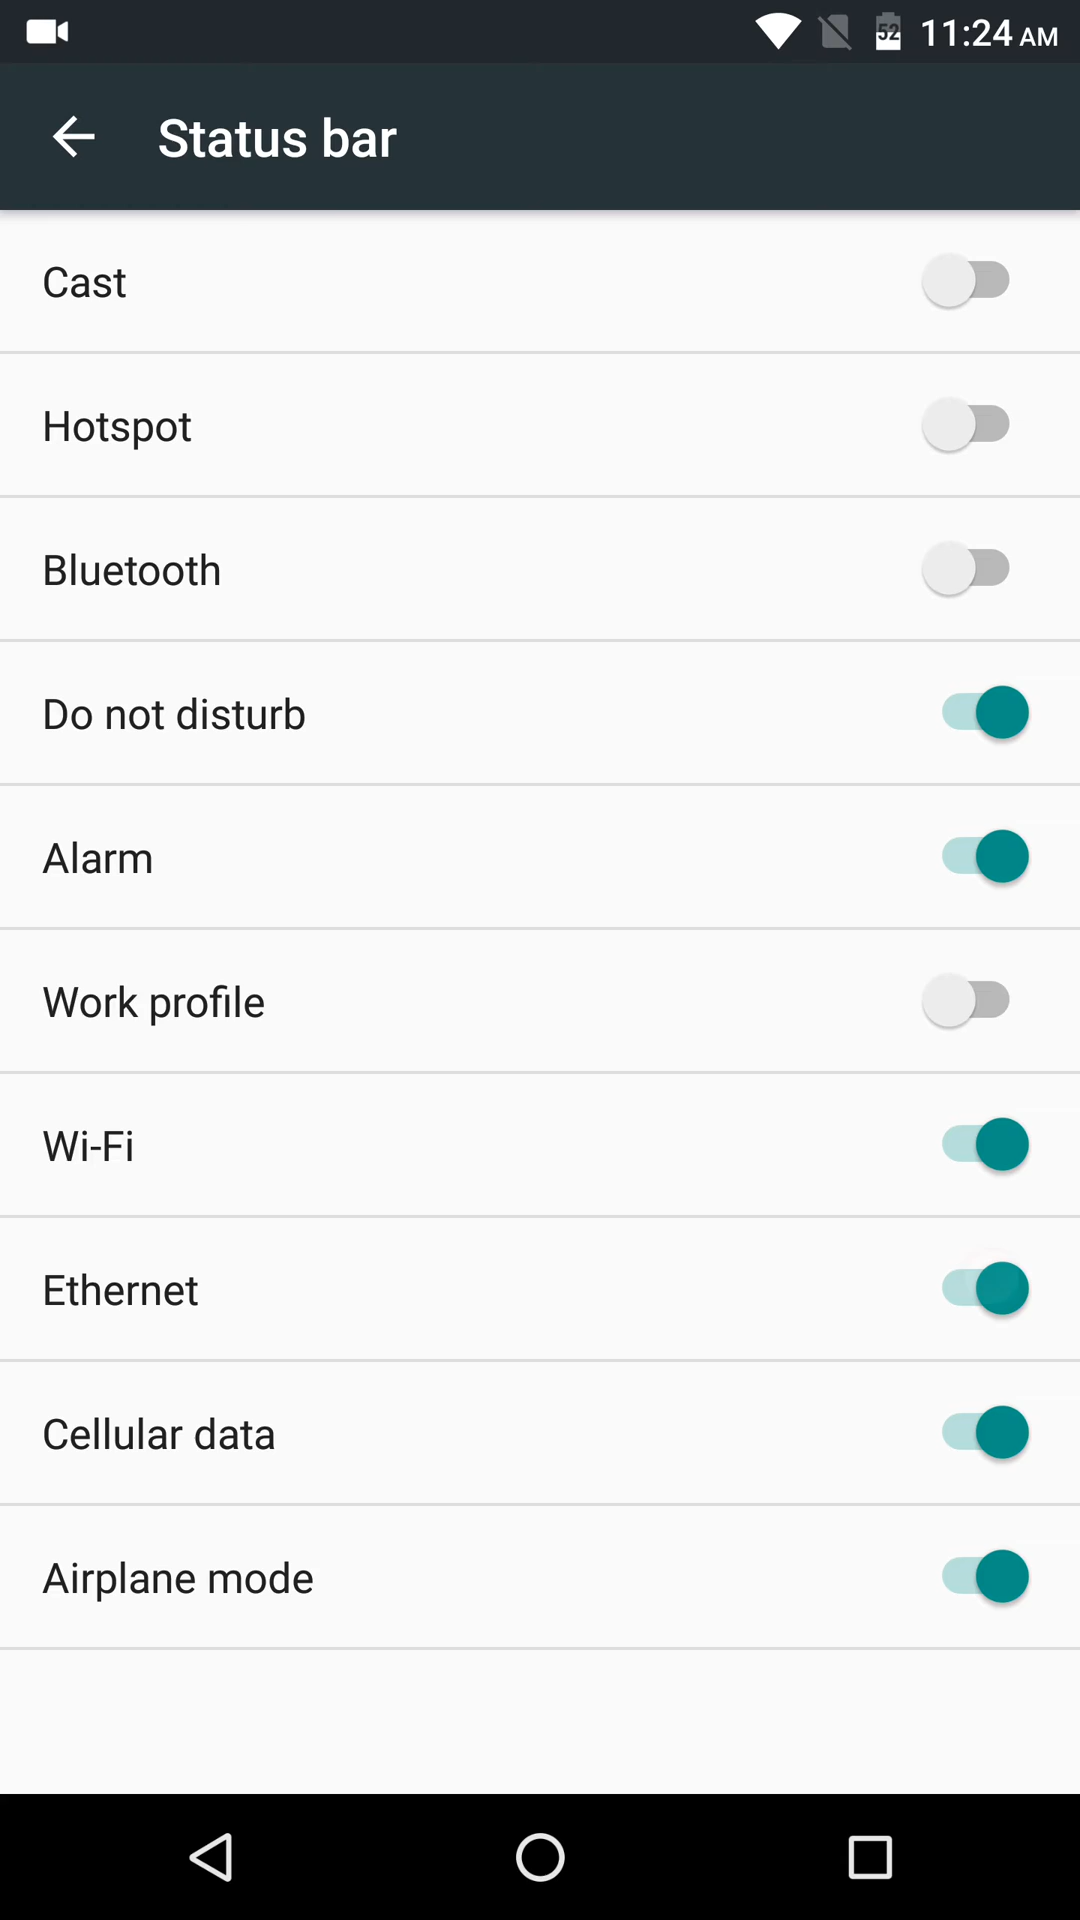 52 11:24 AM
Status bar
Cast
Hotspot
Bluetooth
Do not disturb
Alarm
Work profile
Wi-Fi
Ethernet
Cellular data
Airplane mode